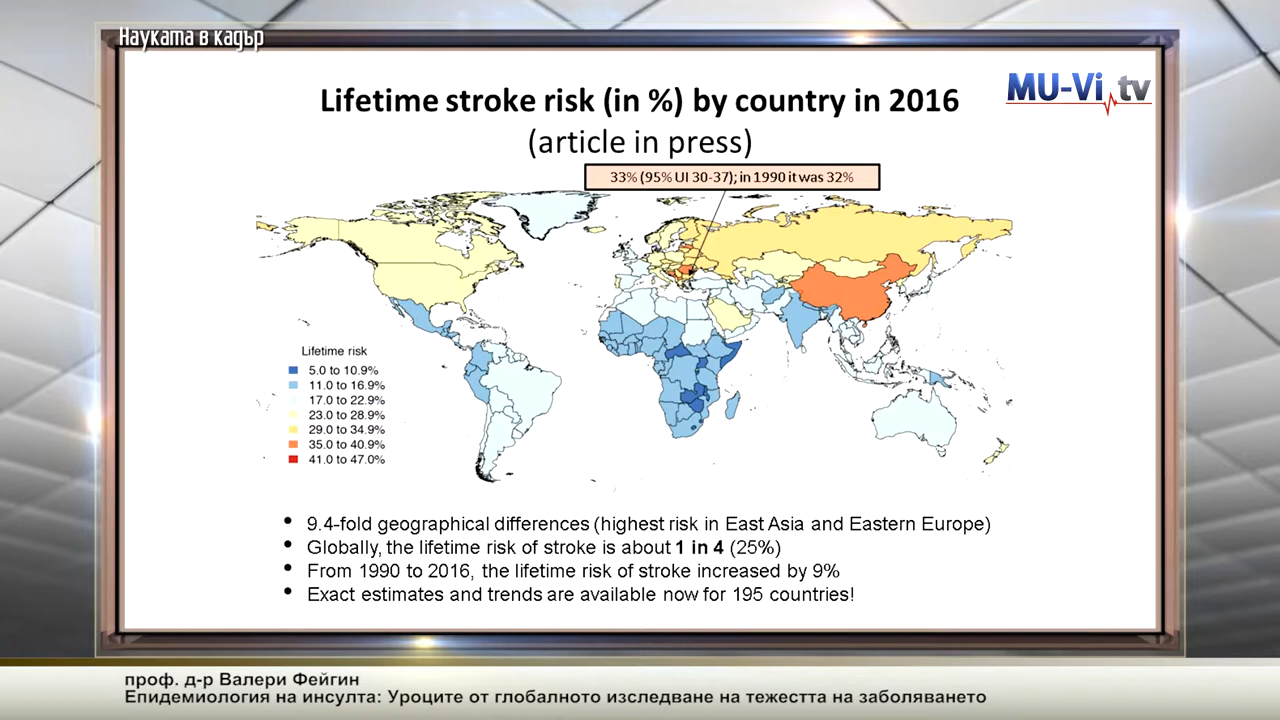 Науката в кадър
MU-Vi.tv
Lifetime stroke risk (in %) by country in 2016
(article in press)
33% (95% UI 30-37); in 1990 it was 32%
Lifetime risk
5.0 to 10.9%
11.0 to 16.9%
17.0 to 22.9%
23.0 to 28.9%
29.0 to 34.9%
35.0 to 40.9%
41.0 to 47.0%
• 9.4-fold geographical differences (highest risk in East Asia and Eastern Europe)
• Globally, the lifetime risk of stroke is about 1 in 4 (25%)
• From 1990 to 2016, the lifetime risk of stroke increased by 9%
• Exact estimates and trends are available now for 195 countries!
проф. д-р Валери Фейгин
Епидемиология на инсулта: Уроците от глобалното изследване на тежестта на заболяването